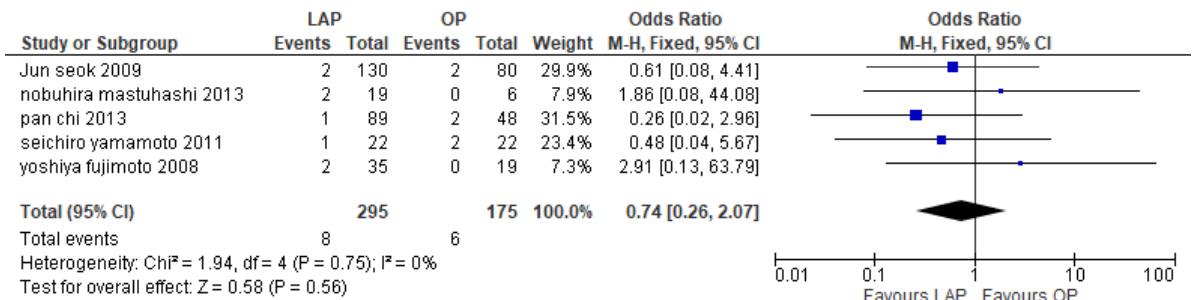 LAP OP Odds Ratio Odds Ratio
Study or Subgroup Events Total Events Total Weight M-H, Fixed, 95% CI M-H, Fixed, 95% CI
Jun seok 2009 2 130 2 80 29.9% 0.61 [0.08, 4.41]
nobuhira mastuhashi 2013 2 19 0 6 7.9% 1.86 [0.08, 44.08]
pan chi 2013 1 89 2 48 31.5% 0.26 [0.02, 2.96]
seichiro yamamoto 2011 1 22 2 22 23.4% 0.48 [0.04, 5.67]
yoshiya fujimoto 2008 2 35 0 19 7.3% 2.91 [0.13, 63.79]
Total (95% CI) 295 175 100.0% 0.74 [0.26, 2.07]
Total events 8 6
Heterogeneity: Chi² = 1.94, df = 4 (P = 0.75); I² = 0%
Test for overall effect: Z = 0.58 (P = 0.56)
0.01 0.1 1 10 100
Favours LAP Favours OP